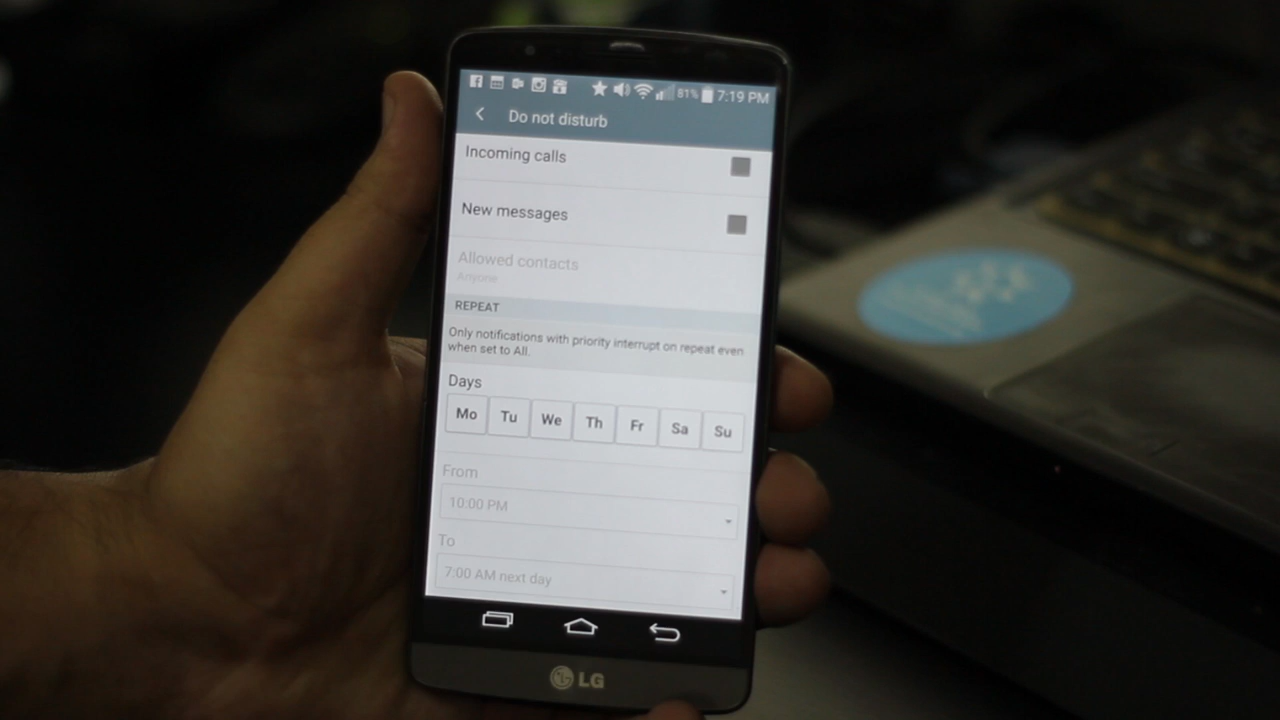 81% 7:19 PM
Do not disturb
Incoming calls
New messages
Allowed contacts
Anyone
REPEAT
Only notifications with priority interrupt on repeat even
when set to All.
Days
Mo Tu We Th Fr Sa Su
From
10:00 PM
To
7:00 AM next day
LG